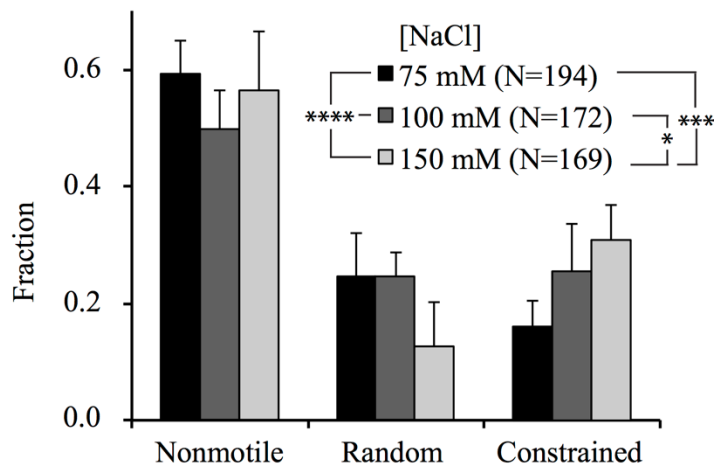 [NaCl]
75 mM (N=194)
100 mM (N=172)
150 mM (N=169)
****
***
*
Fraction
0.6
0.4
0.2
0.0
Nonmotile Random Constrained